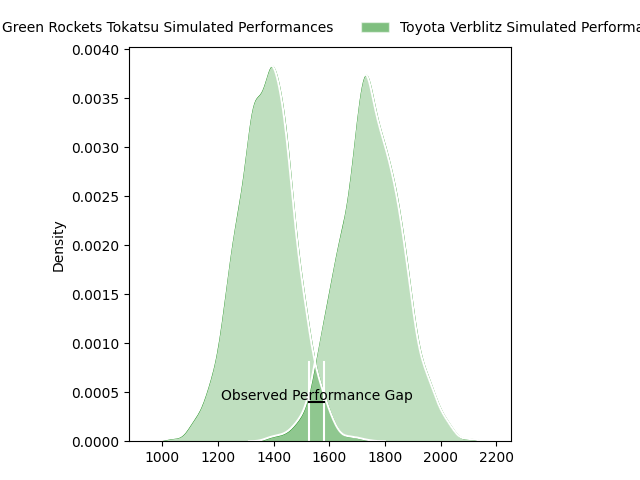 Green Rockets Tokatsu Simulated Performances Toyota Verblitz Simulated Performa
0.0040
0.0035
0.0030
0.0025
0.0020
0.0015
0.0010
0.0005
0.0000
Density
Observed Performance Gap
1000 1200 1400 1600 1800 2000 2200